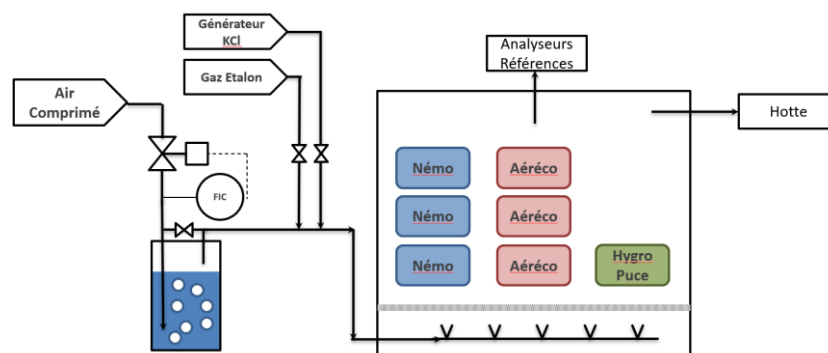 Générateur
KCl
Gaz Etalon
Air
Comprimé
FIC
Analyseurs
Références
Hotte
Némo
Aéréco
Némo
Aéréco
Némo
Aéréco
Hygro
Puce